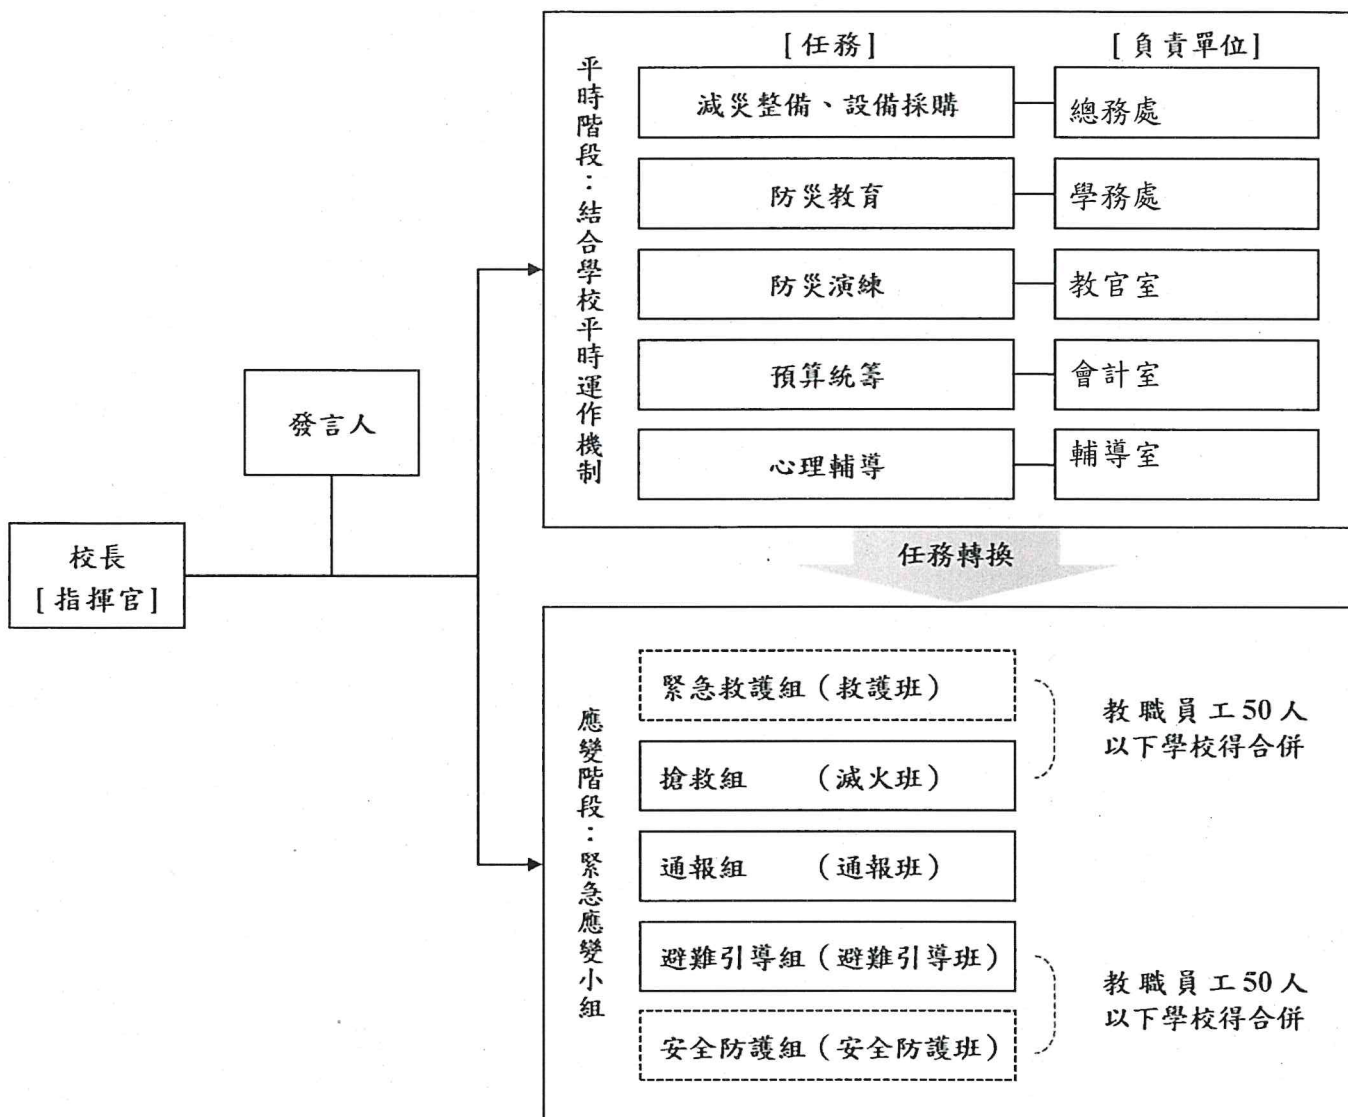 平時階段：結合學校平時運作機制
[任務] [負責單位]
減災整備、設備採購 總務處
防災教育 學務處
防災演練 教官室
預算統籌 會計室
心理輔導 輔導室
發言人
校長
[指揮官]
任務轉換
應變階段：緊急應變小組
緊急救護組（救護班）
搶救組 （滅火班）
教職員工50人
以下學校得合併
通報組 （通報班）
避難引導組（避難引導班）
安全防護組（安全防護班）
教職員工50人
以下學校得合併